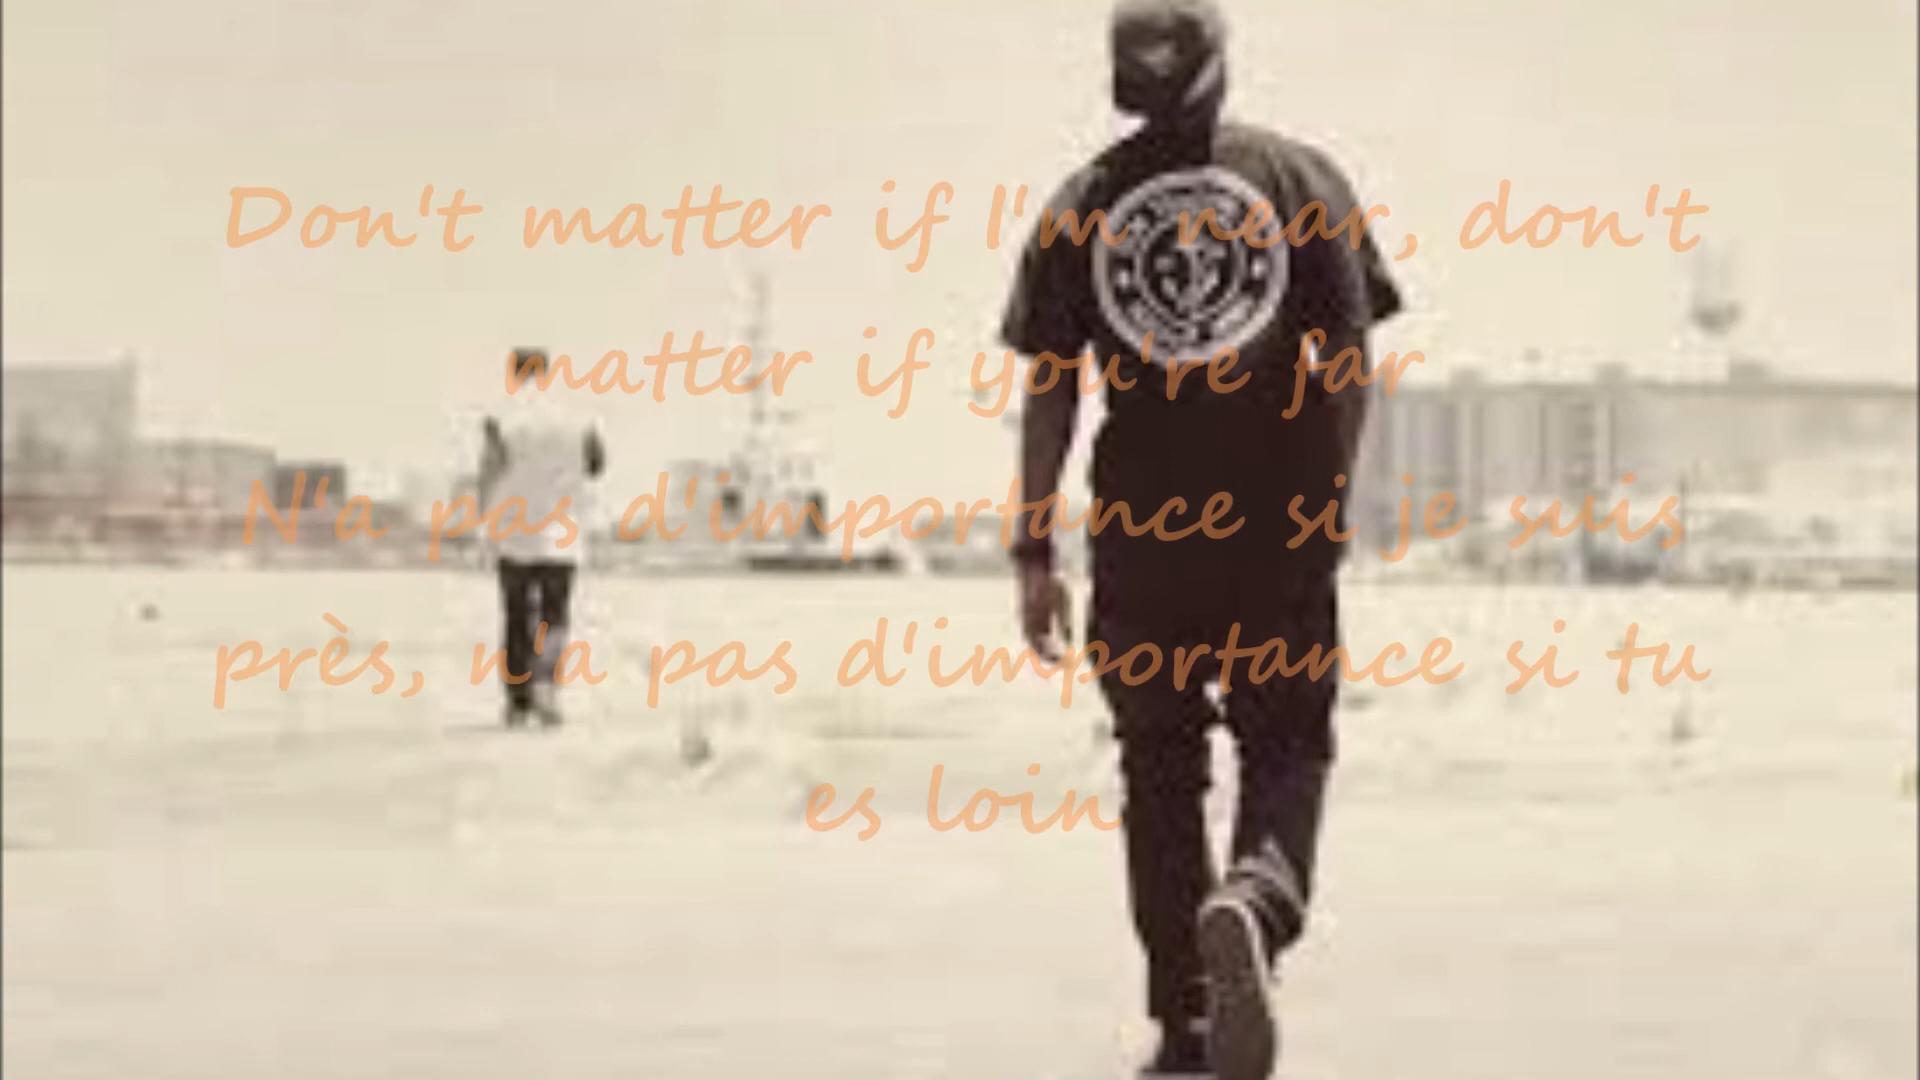 Don't matter if I'm near, don't
matter if you're far
N'a pas d'importance si je suis
près, n'a pas d'importance si tu
es loin